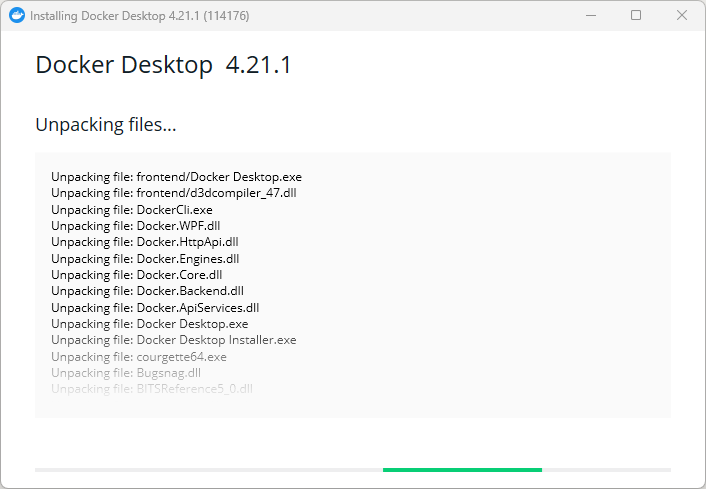 Installing Docker Desktop 4.21.1 (114176)
Docker Desktop 4.21.1
Unpacking files...
Unpacking file: frontend/Docker Desktop.exe
Unpacking file: frontend/d3dcompiler_47.dll
Unpacking file: DockerCli.exe
Unpacking file: Docker.WPF.dll
Unpacking file: Docker.HttpApi.dll
Unpacking file: Docker.Engines.dll
Unpacking file: Docker.Core.dll
Unpacking file: Docker.Backend.dll
Unpacking file: Docker.ApiServices.dll
Unpacking file: Docker Desktop.exe
Unpacking file: Docker Desktop Installer.exe
Unpacking file: courgette64.exe
Unpacking file: Bugsnag.dll
Unpacking file: BITSReference5_0.dll